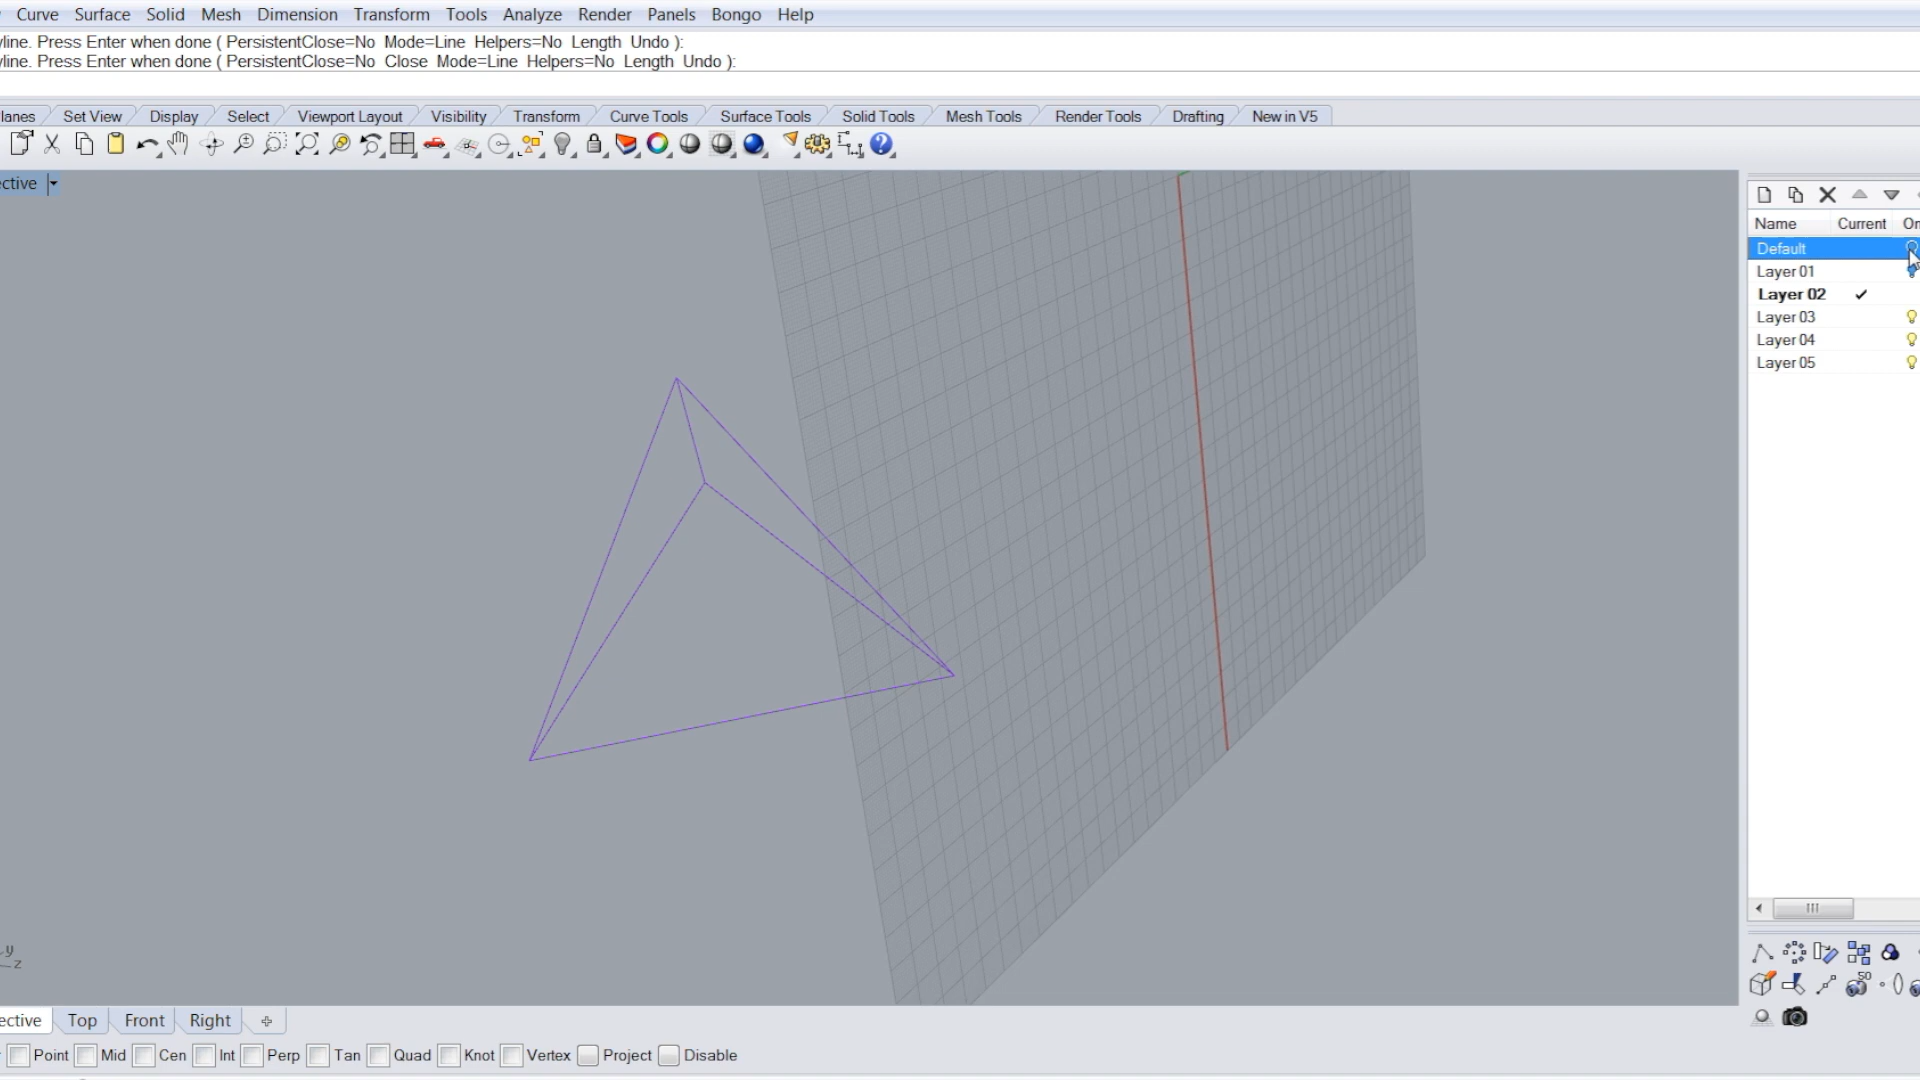 Curve Surface Solid Mesh Dimension Transform Tools Analyze Render Panels Bongo Help
yline. Press Enter when done ( PersistentClose=No Mode=Line Helpers=No Length Undo ):
yline. Press Enter when done ( PersistentClose=No Close Mode=Line Helpers=No Length Undo ):
lanes Set View Display Select Viewport Layout Visibility Transform Curve Tools Surface Tools Solid Tools Mesh Tools Render Tools Drafting New in V5
ective
Name Current On
Default
Layer 01
Layer 02
Layer 03
Layer 04
Layer 05
y
z
50
ective Top Front Right
Point Mid Cen Int Perp Tan Quad Knot Vertex Project Disable